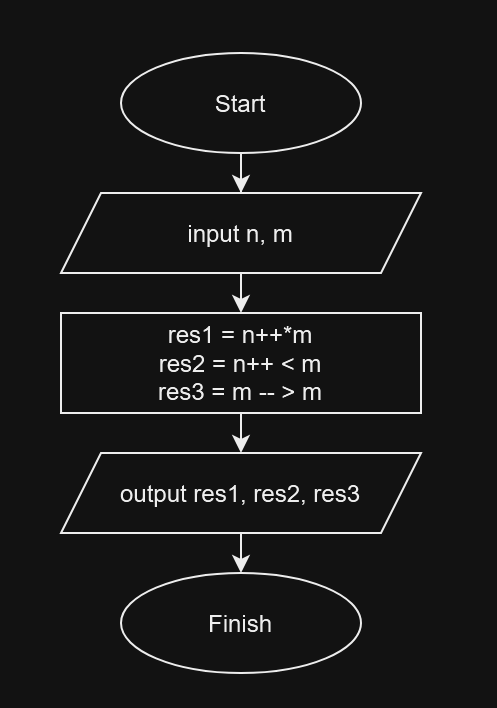 Start
input n, m
res1 = n++*m
res2 = n++ < m
res3 = m -- > m
output res1, res2, res3
Finish